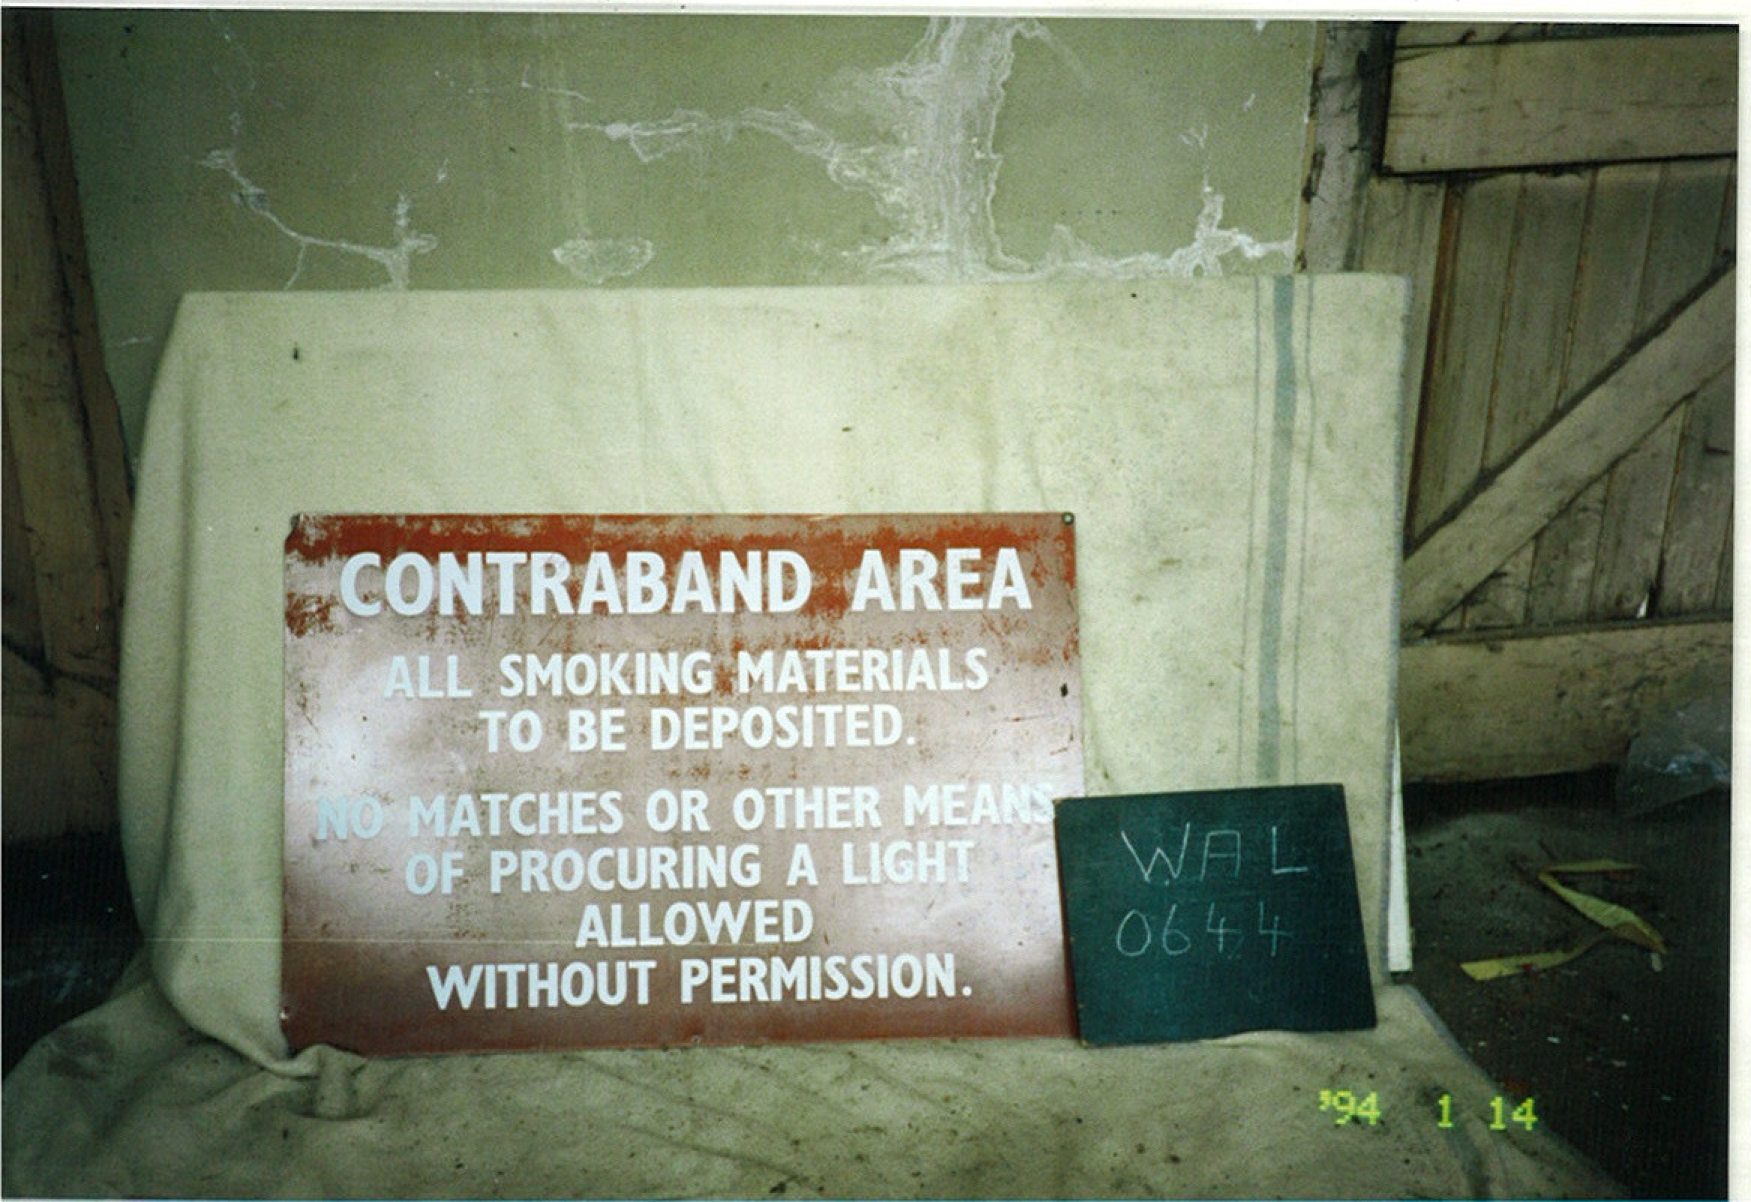 CONTRABAND AREA
ALL SMOKING MATERIALS
TO BE DEPOSITED.
NO MATCHES OR OTHER MEANS
OF PROCURING A LIGHT
ALLOWED
WITHOUT PERMISSION.
WAL
0644
'94 1 14